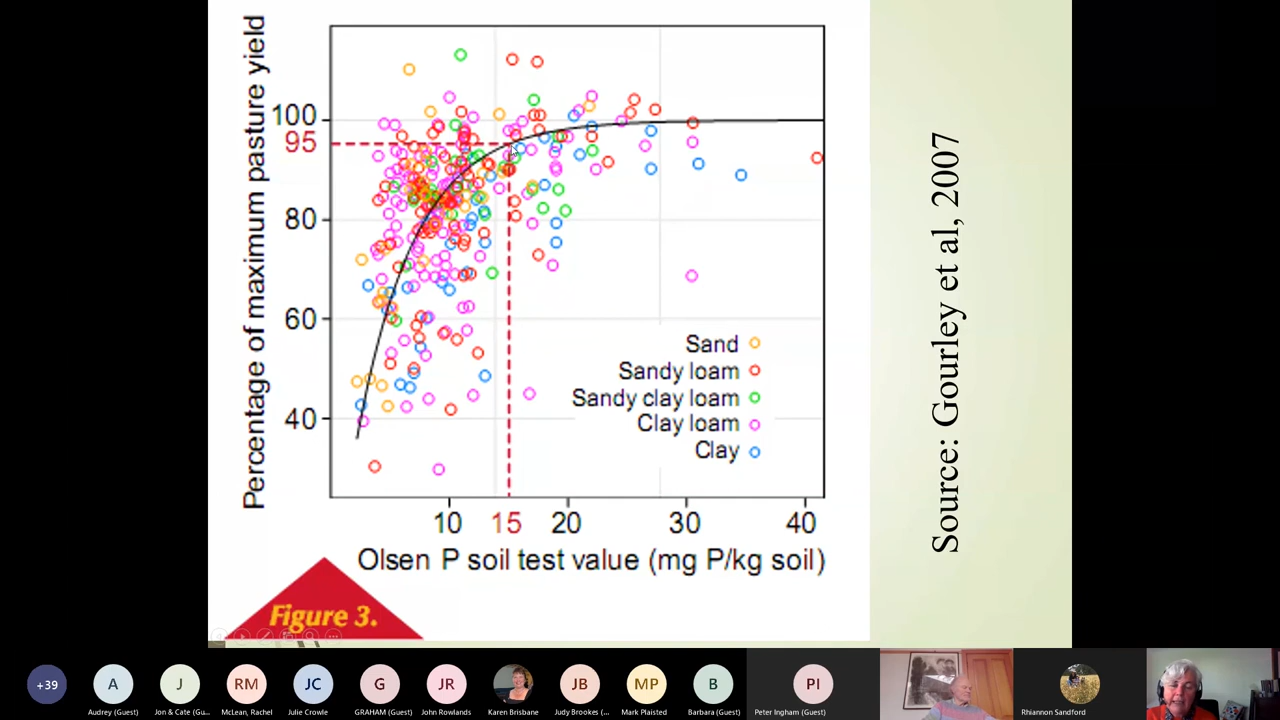 Percentage of maximum pasture yield
100
95
80
60
40
Sand
Sandy loam
Sandy clay loam
Clay loam
Clay
10 15 20 30 40
Olsen P soil test value (mg P/kg soil)
Figure 3.
Source: Gourley et al, 2007
+39 A J RM JC G JR JB MP B PI
Audrey (Guest) Jon & Cate (Gu... McLean, Rachel Julie Crowle GRAHAM (Guest) John Rowlands Karen Brisbane Judy Brookes (... Mark Plaisted Barbara (Guest) Peter Ingham (Guest) Rhiannon Sandford